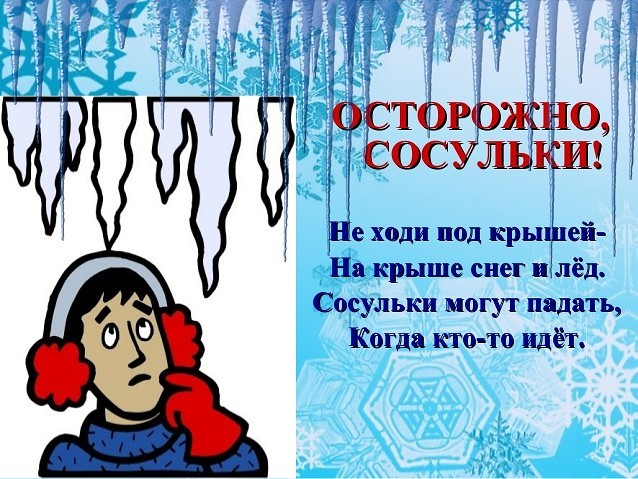 ОСТОРОЖНО,
СОСУЛЬКИ!
Не ходи под крышей-
На крыше снег и лёд.
Сосульки могут падать,
Когда кто-то идёт.